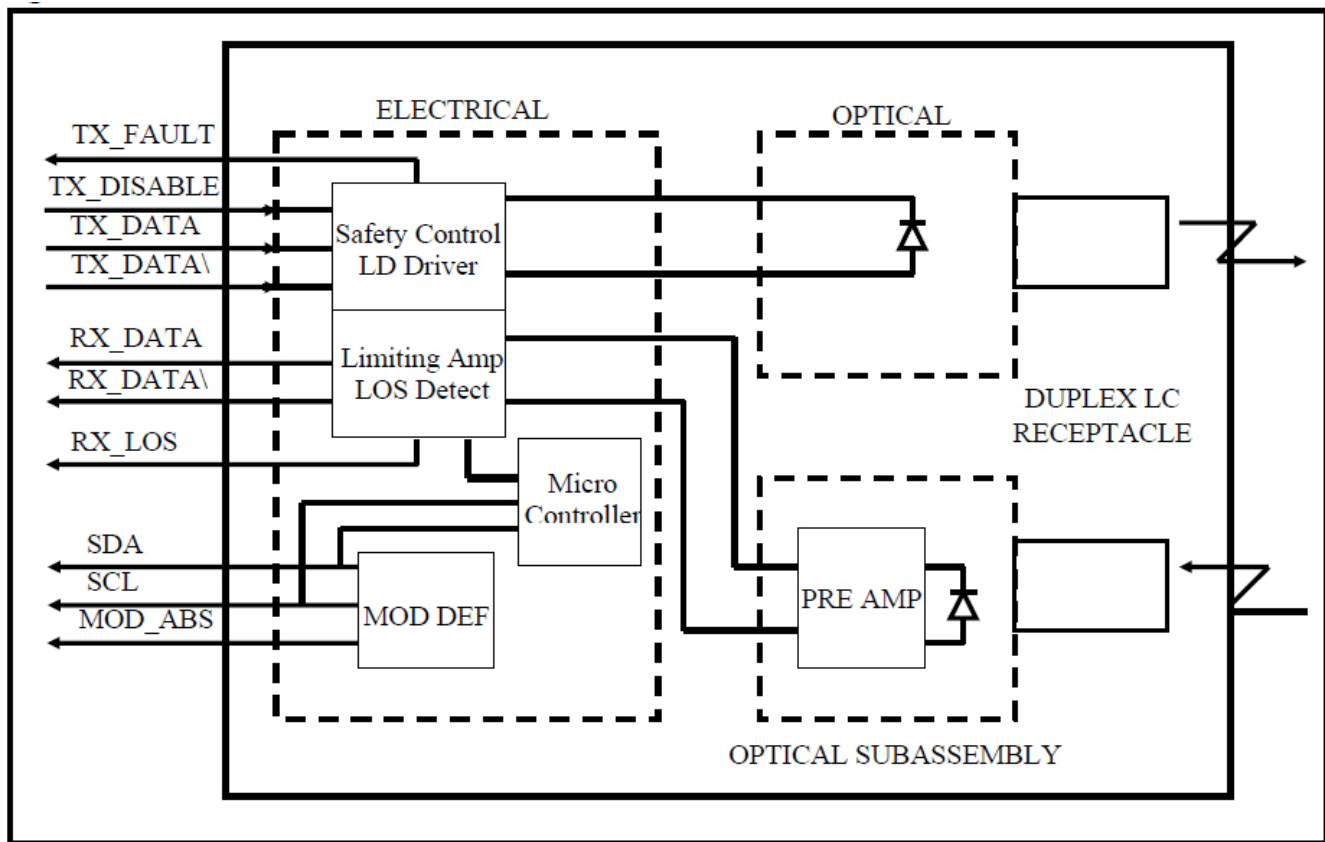 ELECTRICAL
OPTICAL
TX_FAULT
TX_DISABLE
TX_DATA
TX_DATA\
RX_DATA
RX_DATA\
RX_LOS
SDA
SCL
MOD_ABS
Safety Control
LD Driver
Limiting Amp
LOS Detect
Micro
Controller
MOD DEF
PRE AMP
DUPLEX LC
RECEPTACLE
OPTICAL SUBASSEMBLY